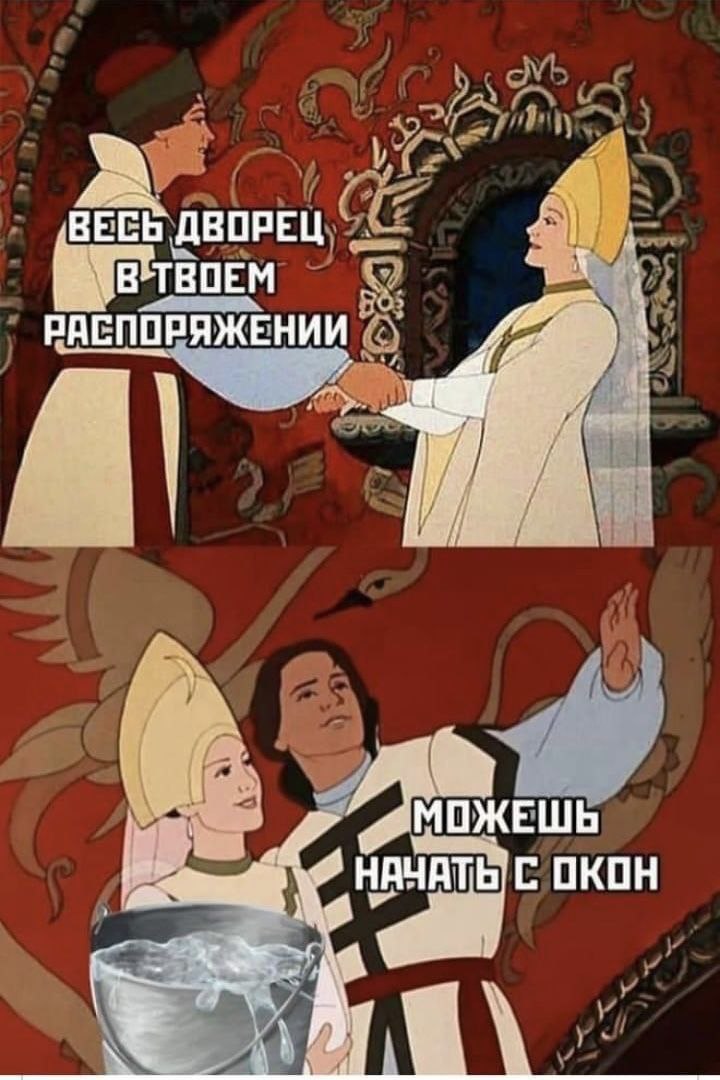 ВЕСЬ ДВОРЕЦ
В ТВОЕМ
РАСПОРЯЖЕНИИ
МОЖЕШЬ
НАЧАТЬ С ОКОН